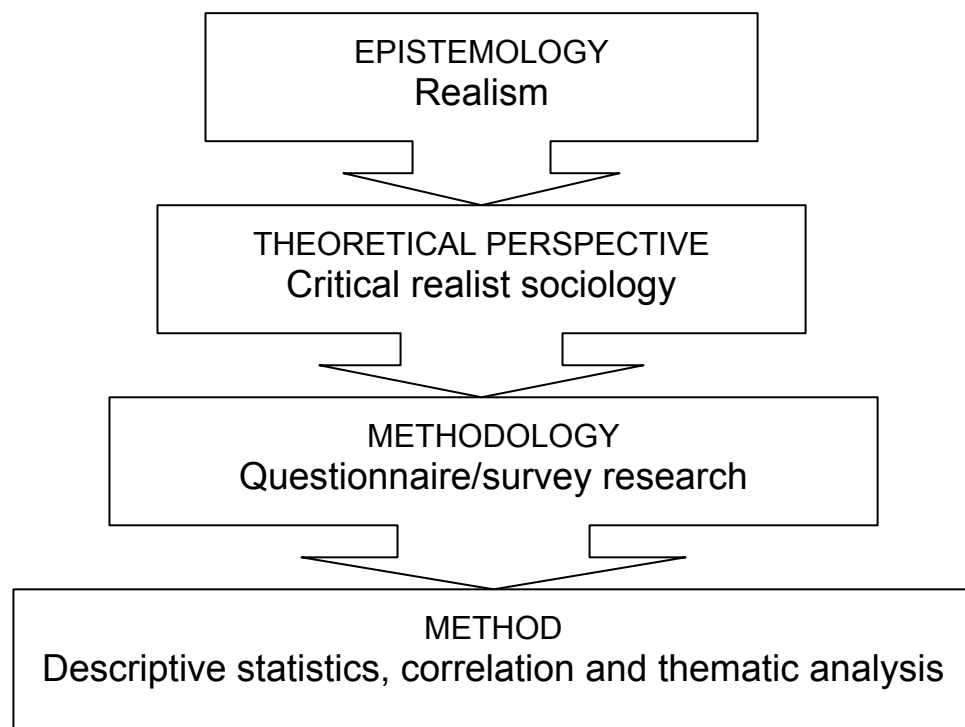 EPISTEMOLOGY
Realism
THEORETICAL PERSPECTIVE
Critical realist sociology
METHODOLOGY
Questionnaire/survey research
METHOD
Descriptive statistics, correlation and thematic analysis